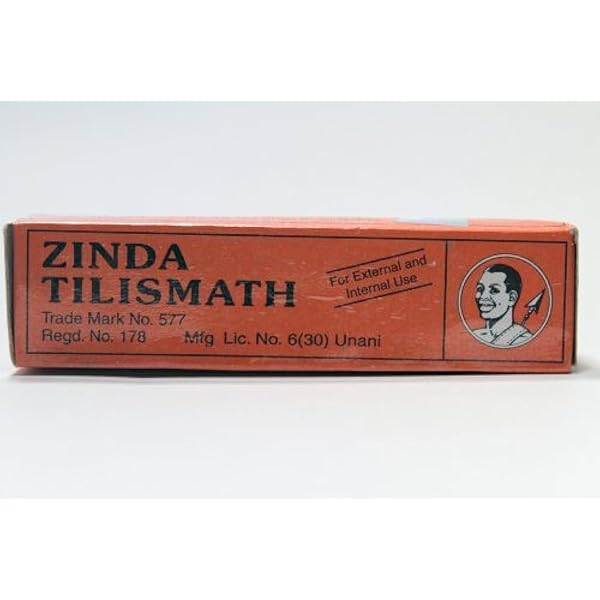 ZINDA
TILISMATH
For External and
Internal Use
Trade Mark No. 577
Regd. No. 178 Mfg Lic. No. 6(30) Unani